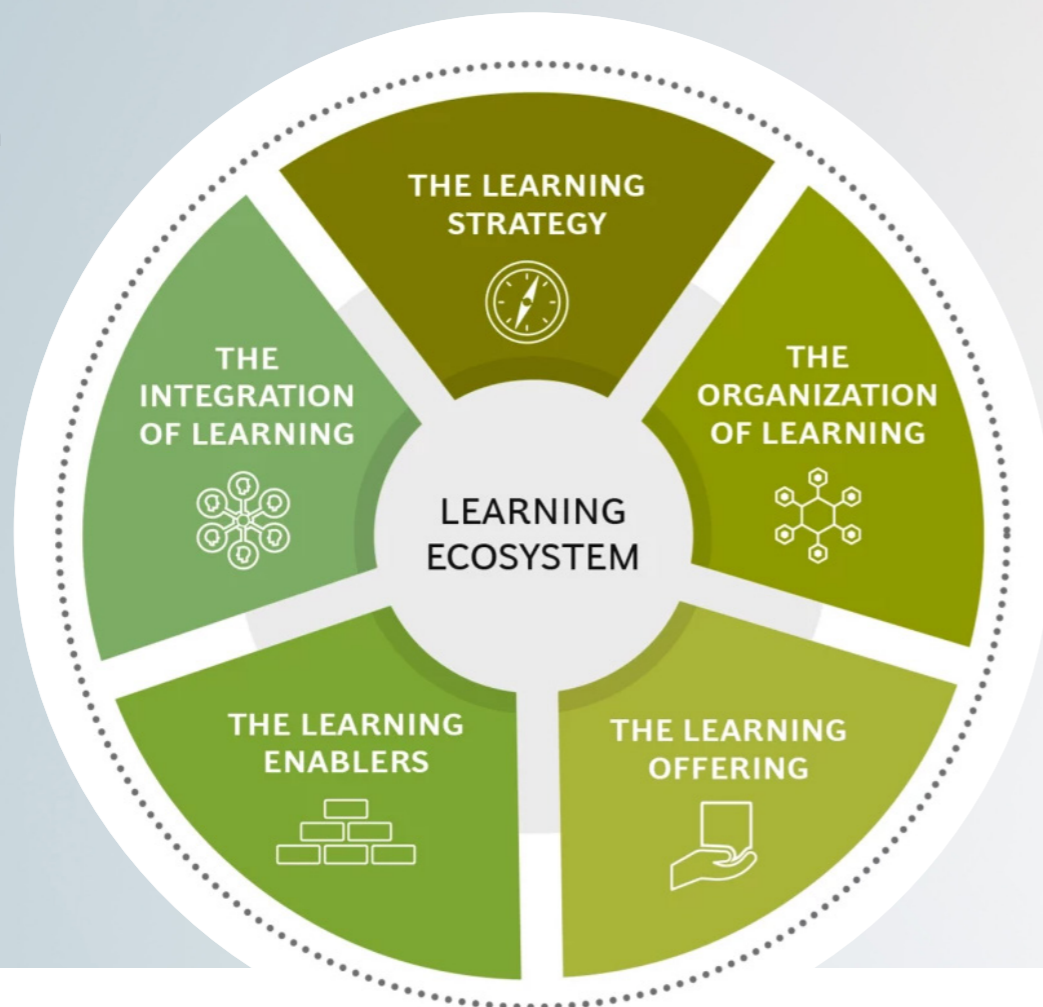 THE LEARNING
STRATEGY
THE
ORGANIZATION
OF LEARNING
THE LEARNING
OFFERING
THE LEARNING
ENABLERS
THE
INTEGRATION
OF LEARNING
LEARNING
ECOSYSTEM